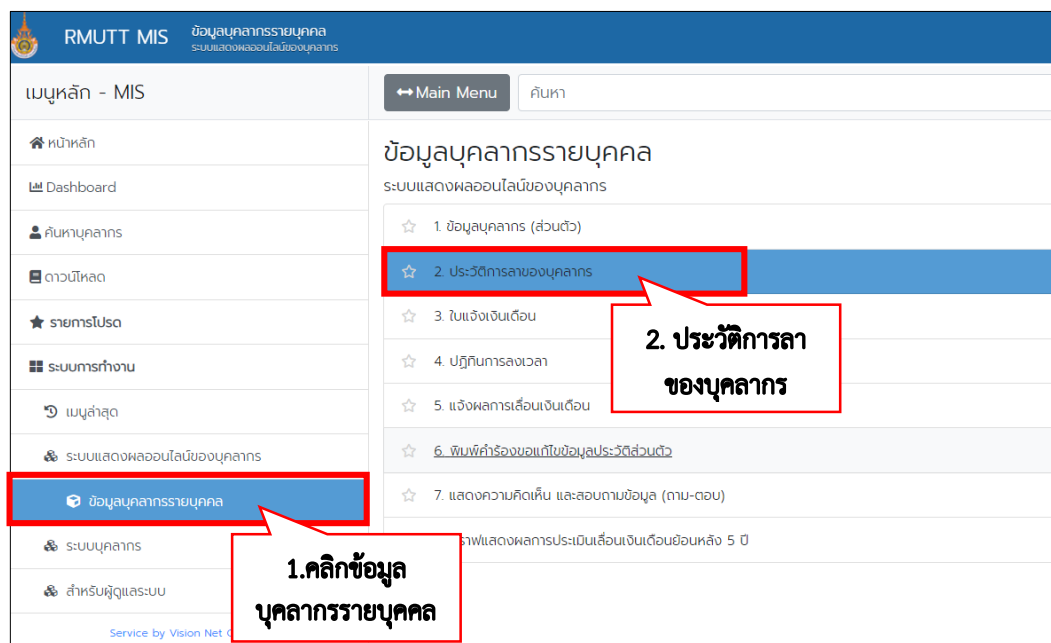 RMUTT MIS
ข้อมูลบุคลากรรายบุคคล
ระบบแสดงผลออนไลน์ของบุคลากร
เมนูหลัก - MIS
หน้าหลัก
Dashboard
ค้นหาบุคลากร
ดาวน์โหลด
รายการโปรด
ระบบการทำงาน
เมนูล่าสุด
ระบบแสดงผลออนไลน์ของบุคลากร
ข้อมูลบุคลากรรายบุคคล
ระบบบุคลากร
สำหรับผู้ดูแลระบบ
Service by Vision Net
Main Menu
ค้นหา
ข้อมูลบุคลากรรายบุคคล
ระบบแสดงผลออนไลน์ของบุคลากร
1. ข้อมูลบุคลากร (ส่วนตัว)
2. ประวัติการลาของบุคลากร
3. ใบแจ้งเงินเดือน
4. ปฏิทินการลงเวลา
5. แจ้งผลการเลื่อนเงินเดือน
6. พิมพ์คำร้องขอแก้ไขข้อมูลประวัติส่วนตัว
7. แสดงความคิดเห็น และสอบถามข้อมูล (ถาม-ตอบ)
ราฟแสดงผลการประเมินเลื่อนเงินเดือนย้อนหลัง 5 ปี
2. ประวัติการลา
ของบุคลากร
1.คลิกข้อมูล
บุคลากรรายบุคคล